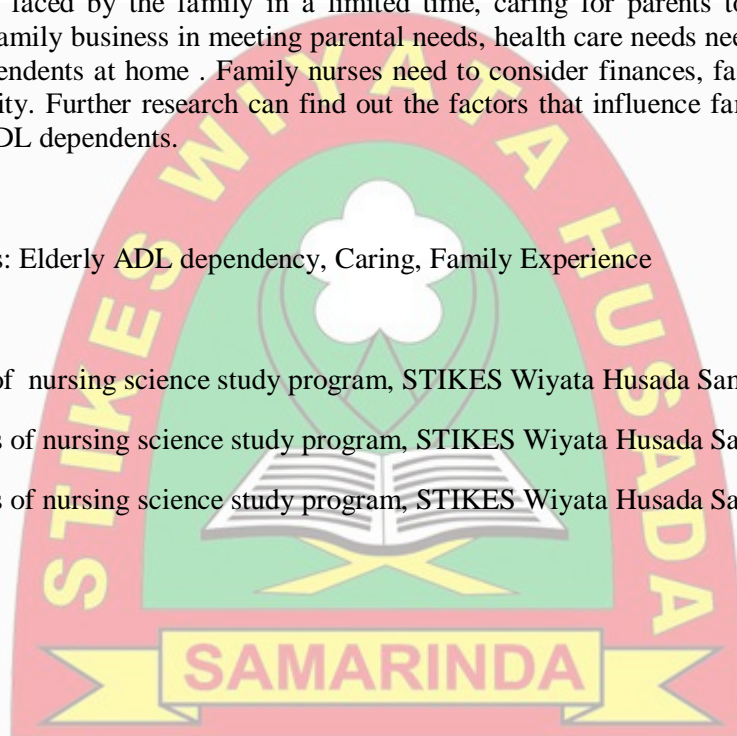 faced by the family in a limited time, caring for parents to
amily business in meeting parental needs, health care needs nee
endents at home . Family nurses need to consider finances, fa
ity. Further research can find out the factors that influence fa
DL dependents.
s: Elderly ADL dependency, Caring, Family Experience
of nursing science study program, STIKES Wiyata Husada Sa
s of nursing science study program, STIKES Wiyata Husada Sa
s of nursing science study program, STIKES Wiyata Husada Sa
STIKES WIYATA HUSADA
SAMARINDA